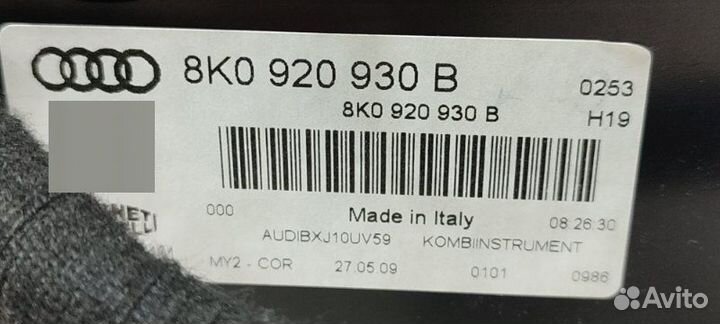 8K0 920 930 B
0253
8K0 920 930 B
H19
000
Made in Italy
08:26:30
AUDIBXJ10UV59 KOMBIINSTRUMENT
MY2 - COR 27.05.09 0101 0986
Avito